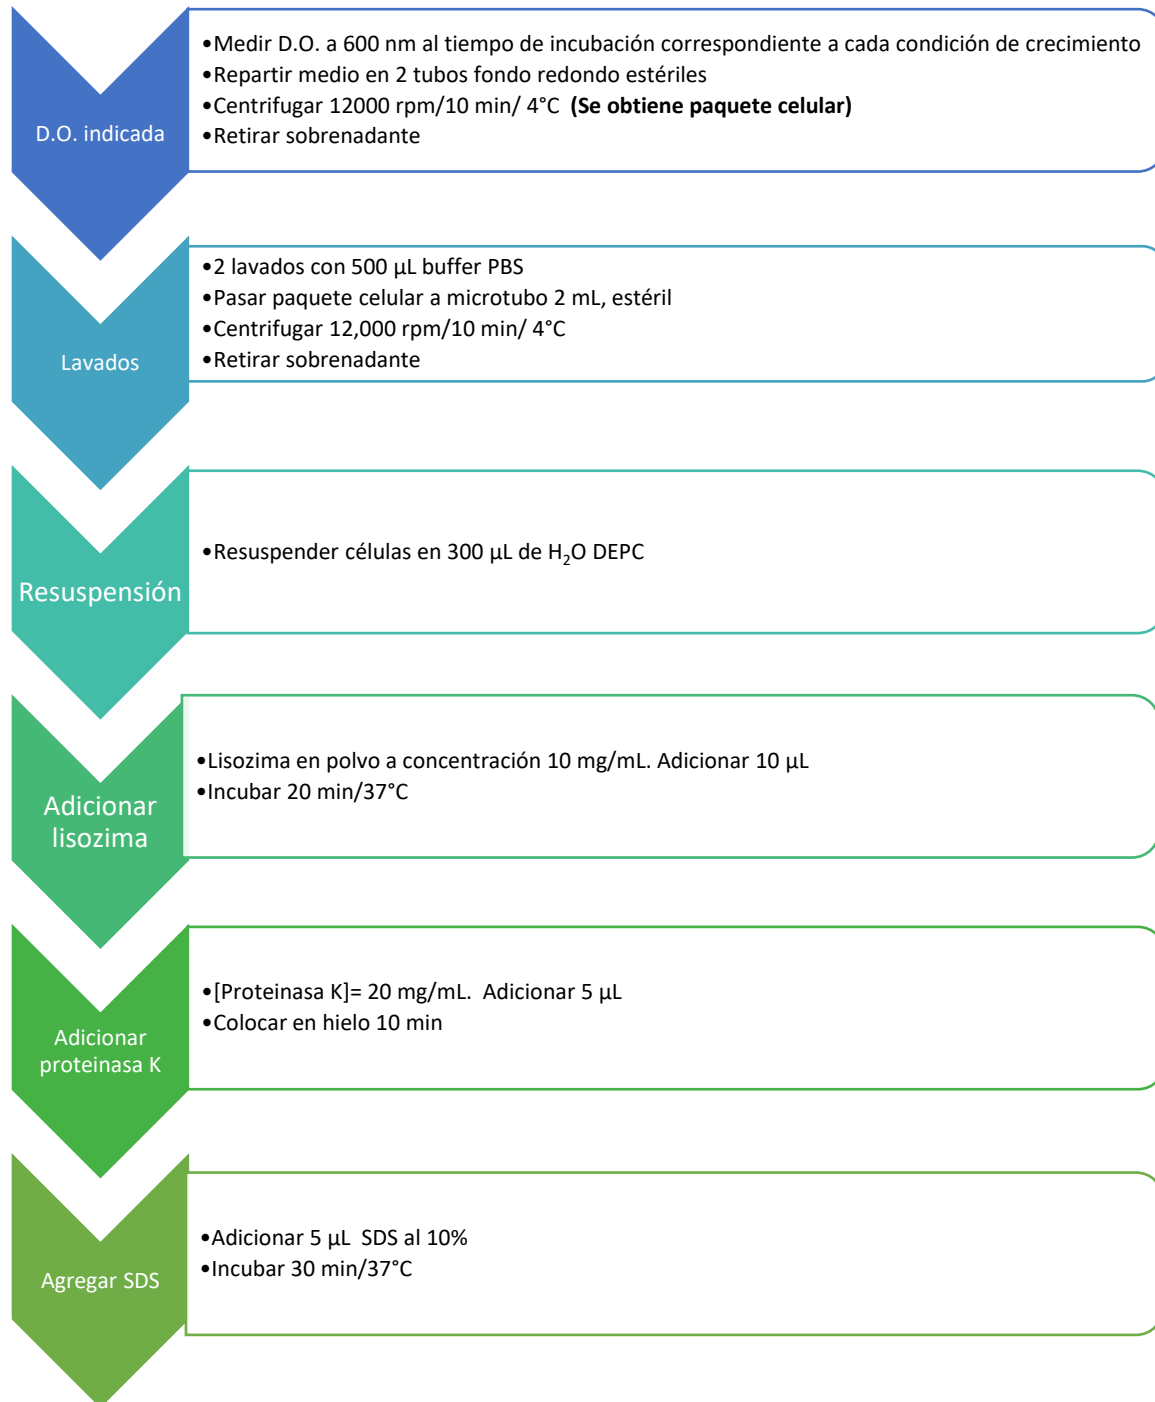 D.O. indicada
•Medir D.O. a 600 nm al tiempo de incubación correspondiente a cada condición de crecimiento
•Repartir medio en 2 tubos fondo redondo estériles
•Centrifugar 12000 rpm/10 min/ 4°C (Se obtiene paquete celular)
•Retirar sobrenadante
Lavados
•2 lavados con 500 µL buffer PBS
•Pasar paquete celular a microtubo 2 mL, estéril
•Centrifugar 12,000 rpm/10 min/ 4°C
•Retirar sobrenadante
Resuspensión
•Resuspender células en 300 µL de H₂O DEPC
Adicionar
lisozima
•Lisozima en polvo a concentración 10 mg/mL. Adicionar 10 µL
•Incubar 20 min/37°C
Adicionar
proteinasa K
•[Proteinasa K]= 20 mg/mL. Adicionar 5 µL
•Colocar en hielo 10 min
Agregar SDS
•Adicionar 5 µL SDS al 10%
•Incubar 30 min/37°C